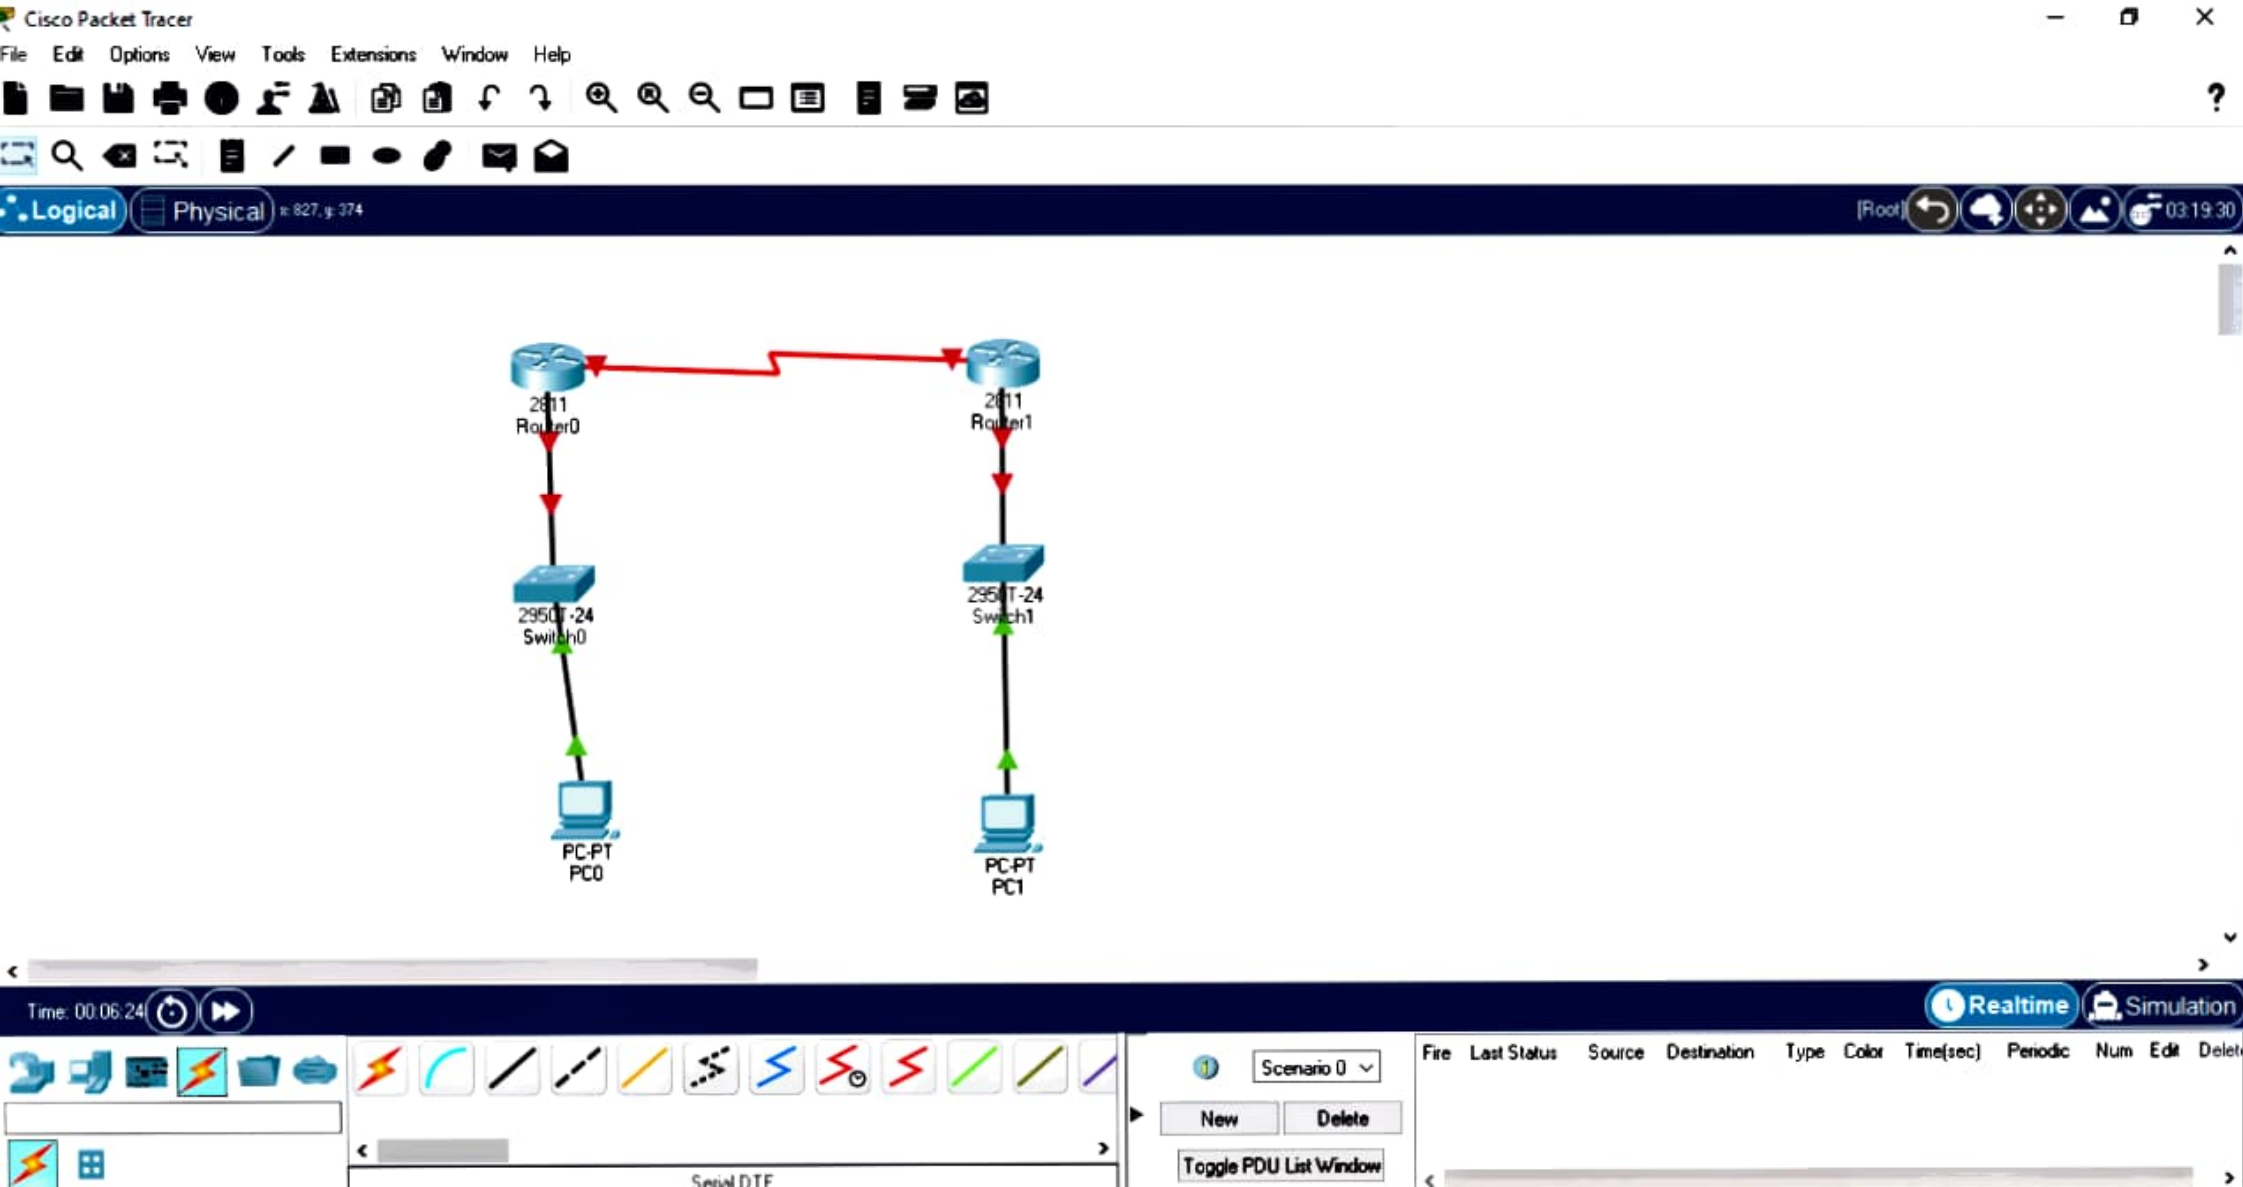 Cisco Packet Tracer
File Edit Options View Tools Extensions Window Help
?
Logical Physical x: 827, y: 374 [Root] 03:19:30
2811
Router0
2811
Router1
2950T-24
Switch0
2950T-24
Switch1
PC-PT
PC0
PC-PT
PC1
Time: 00:06:24 Realtime Simulation
Scenario 0
Fire Last Status Source Destination Type Color Time(sec) Periodic Num Edit Delet
New Delete
Toggle PDU List Window
Serial DTE